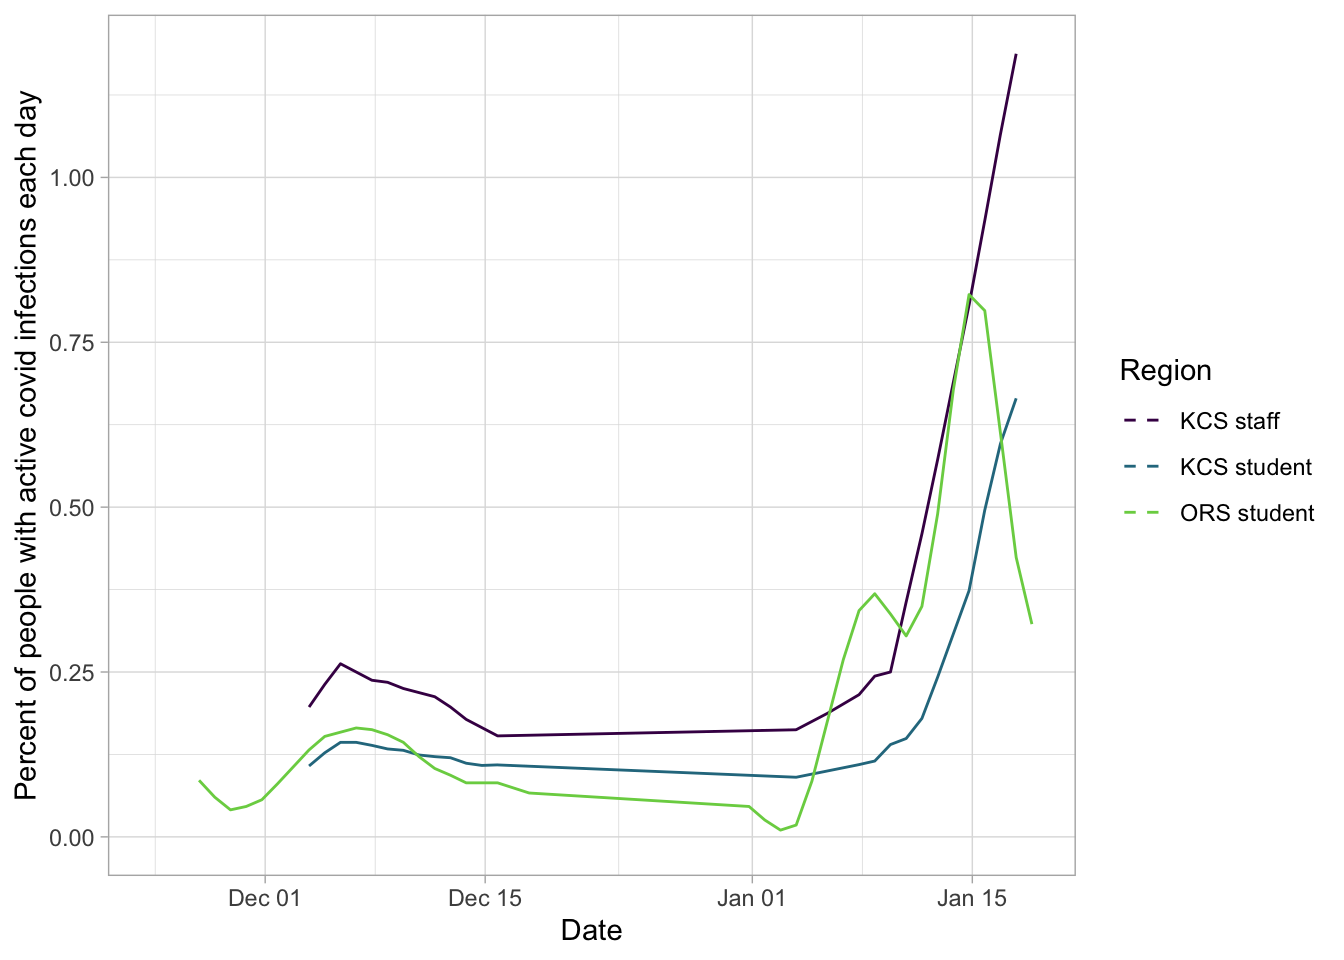 Percent of people with active covid infections each day
1.00
0.75
0.50
0.25
0.00
Dec 01
Dec 15
Jan 01
Jan 15
Date
Region
KCS staff
KCS student
ORS student